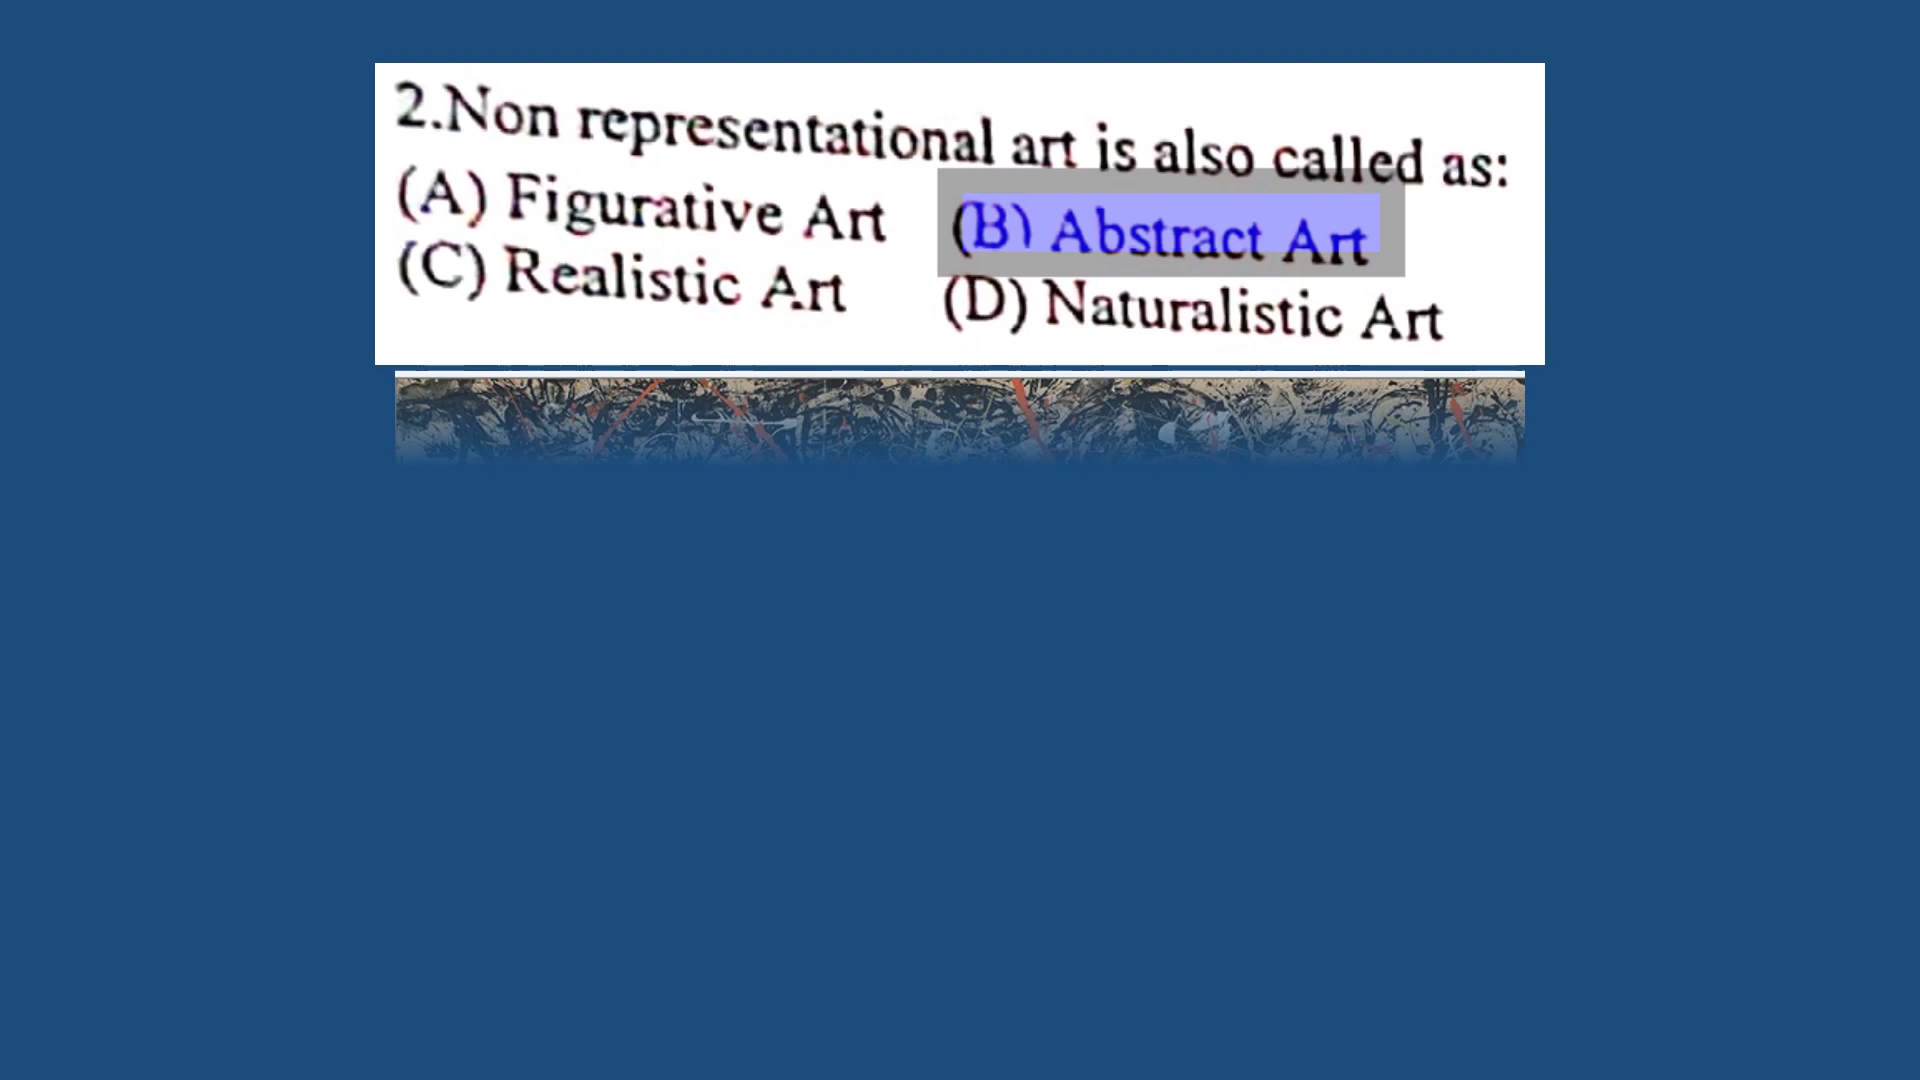 2.Non representational art is also called as:
(A) Figurative Art (B) Abstract Art
(C) Realistic Art (D) Naturalistic Art